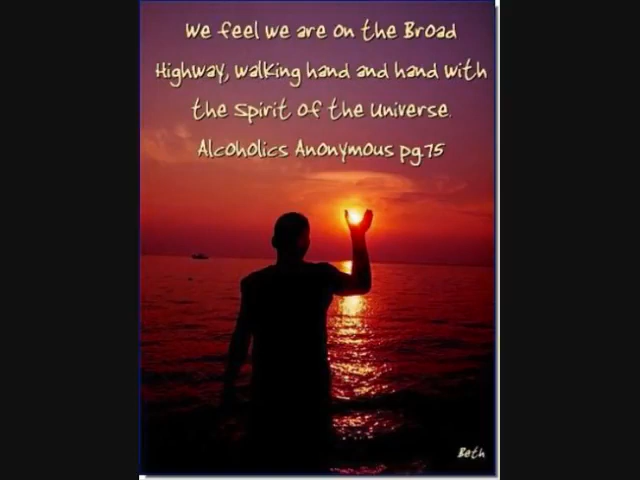 We feel we are on the Broad
Highway, walking hand and hand with
the Spirit of the Universe.
Alcoholics Anonymous pg.75
Beth